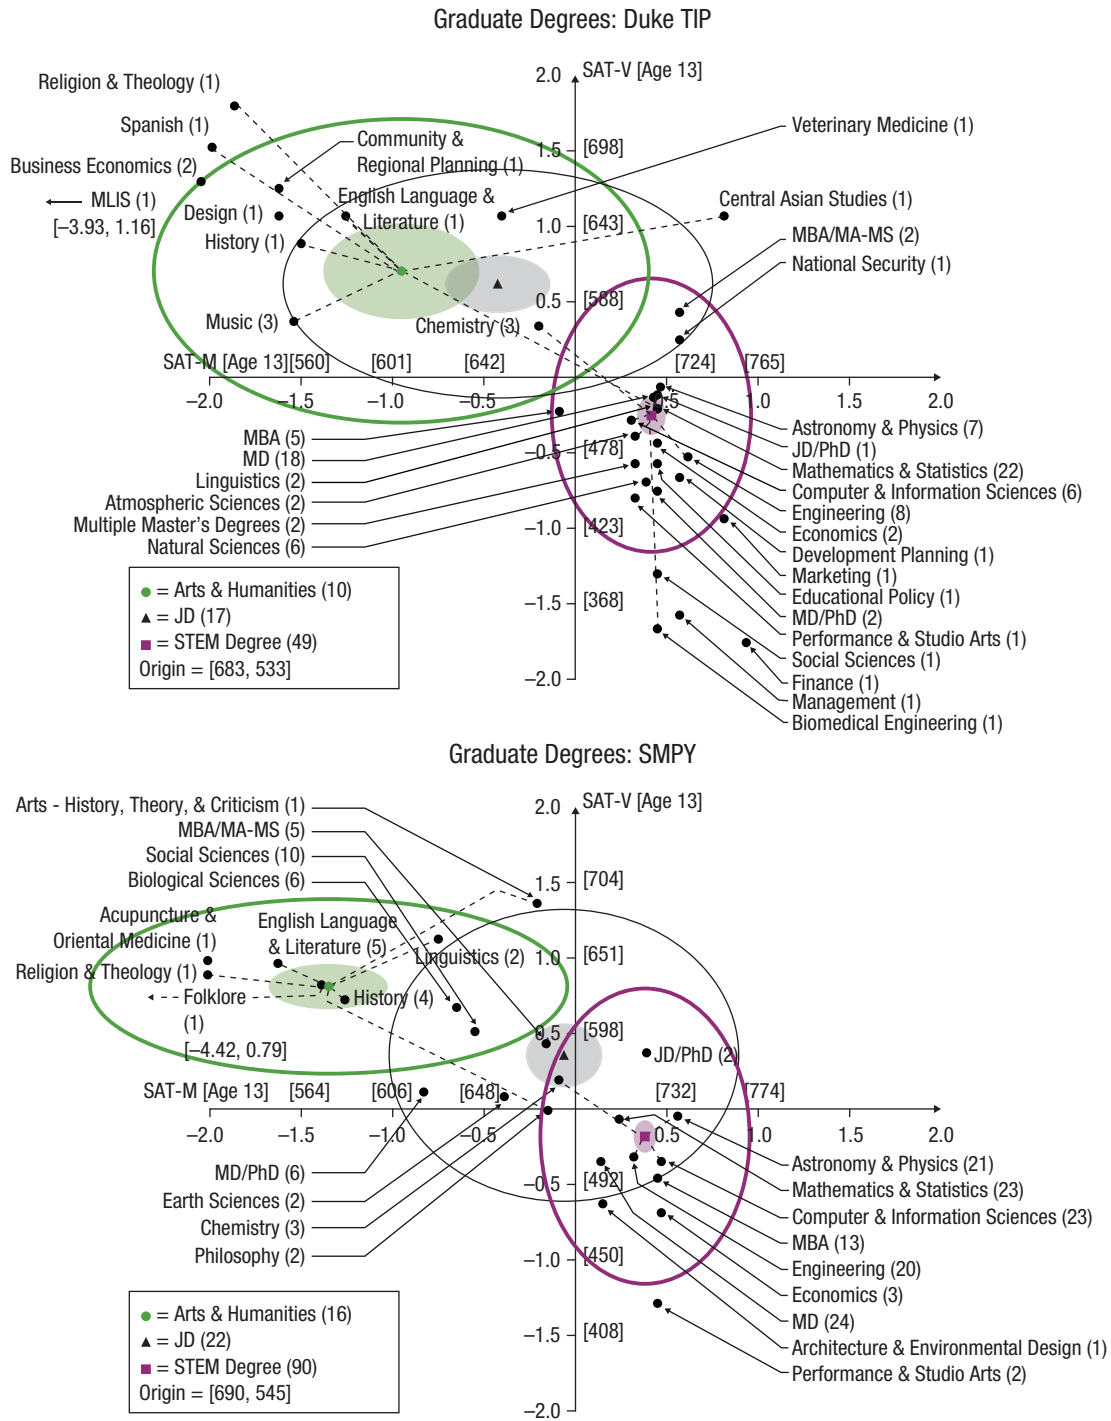 Graduate Degrees: Duke TIP
2.0
SAT-V [Age 13]
Religion & Theology (1)
Spanish (1)
Veterinary Medicine (1)
Community &
Regional Planning (1)
1.5
[698]
Business Economics (2)
MLIS (1)
[–3.93, 1.16]
English Language &
Literature (1)
Central Asian Studies (1)
Design (1)
1.0
[643]
History (1)
MBA/MA-MS (2)
National Security (1)
0.5
[588]
Music (3)
Chemistry (3)
SAT-M [Age 13]
[560]
[601]
[642]
[724]
[765]
–2.0
–1.5
–1.0
–0.5
0.5
1.0
1.5
2.0
MBA (5)
MD (18)
Linguistics (2)
Atmospheric Sciences (2)
Multiple Master's Degrees (2)
Natural Sciences (6)
–0.5
[478]
–1.0
[423]
–1.5
[368]
–2.0
Astronomy & Physics (7)
JD/PhD (1)
Mathematics & Statistics (22)
Computer & Information Sciences (6)
Engineering (8)
Economics (2)
Development Planning (1)
Marketing (1)
Educational Policy (1)
MD/PhD (2)
Performance & Studio Arts (1)
Social Sciences (1)
Finance (1)
Management (1)
Biomedical Engineering (1)
= Arts & Humanities (10)
= JD (17)
= STEM Degree (49)
Origin = [683, 533]
Graduate Degrees: SMPY
2.0
SAT-V [Age 13]
Arts - History, Theory, & Criticism (1)
MBA/MA-MS (5)
Social Sciences (10)
Biological Sciences (6)
1.5
[704]
Acupuncture &
Oriental Medicine (1)
English Language
& Literature (5)
Linguistics (2)
1.0
[651]
Religion & Theology (1)
Folklore
(1)
[–4.42, 0.79]
History (4)
0.5
[598]
JD/PhD (2)
SAT-M [Age 13]
[564]
[606]
[648]
[732]
[774]
–2.0
–1.5
–1.0
–0.5
0.5
1.0
1.5
2.0
MD/PhD (6)
Earth Sciences (2)
Chemistry (3)
Philosophy (2)
–0.5
[492]
–1.0
[450]
–1.5
[408]
–2.0
Astronomy & Physics (21)
Mathematics & Statistics (23)
Computer & Information Sciences (23)
MBA (13)
Engineering (20)
Economics (3)
MD (24)
Architecture & Environmental Design (1)
Performance & Studio Arts (2)
= Arts & Humanities (16)
= JD (22)
= STEM Degree (90)
Origin = [690, 545]